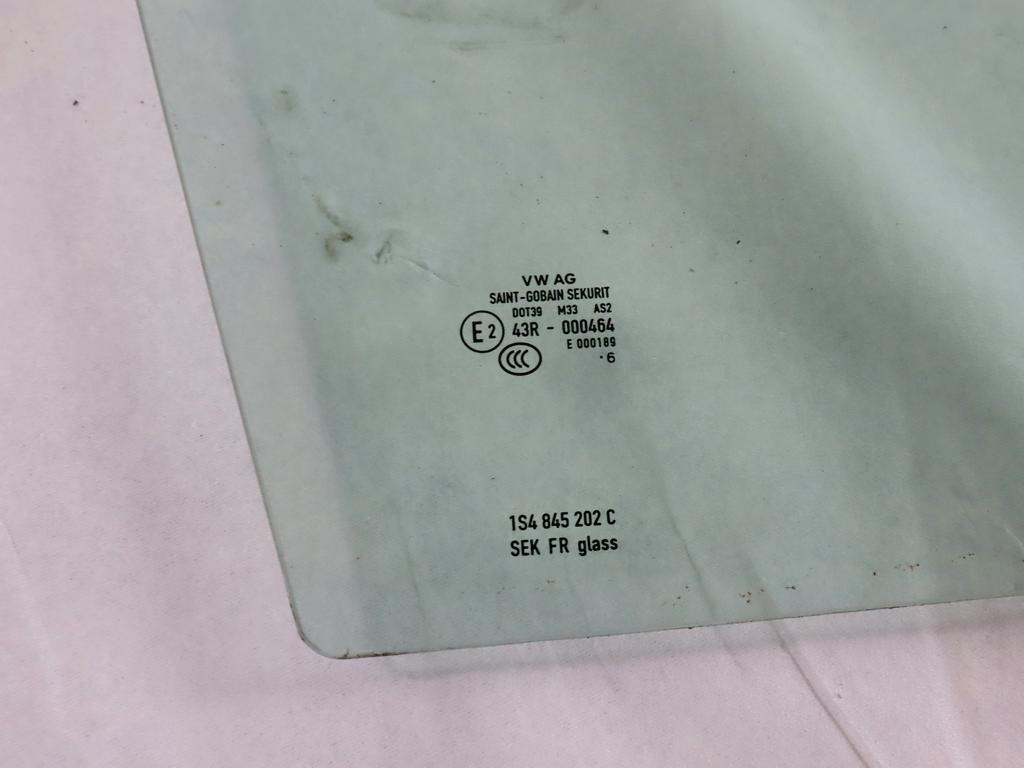 VW AG
SAINT-GOBAIN SEKURIT
DOT39 M33 AS2
E2 43R - 000464
E 000189
CCC ·6
1S4 845 202 C
SEK FR glass